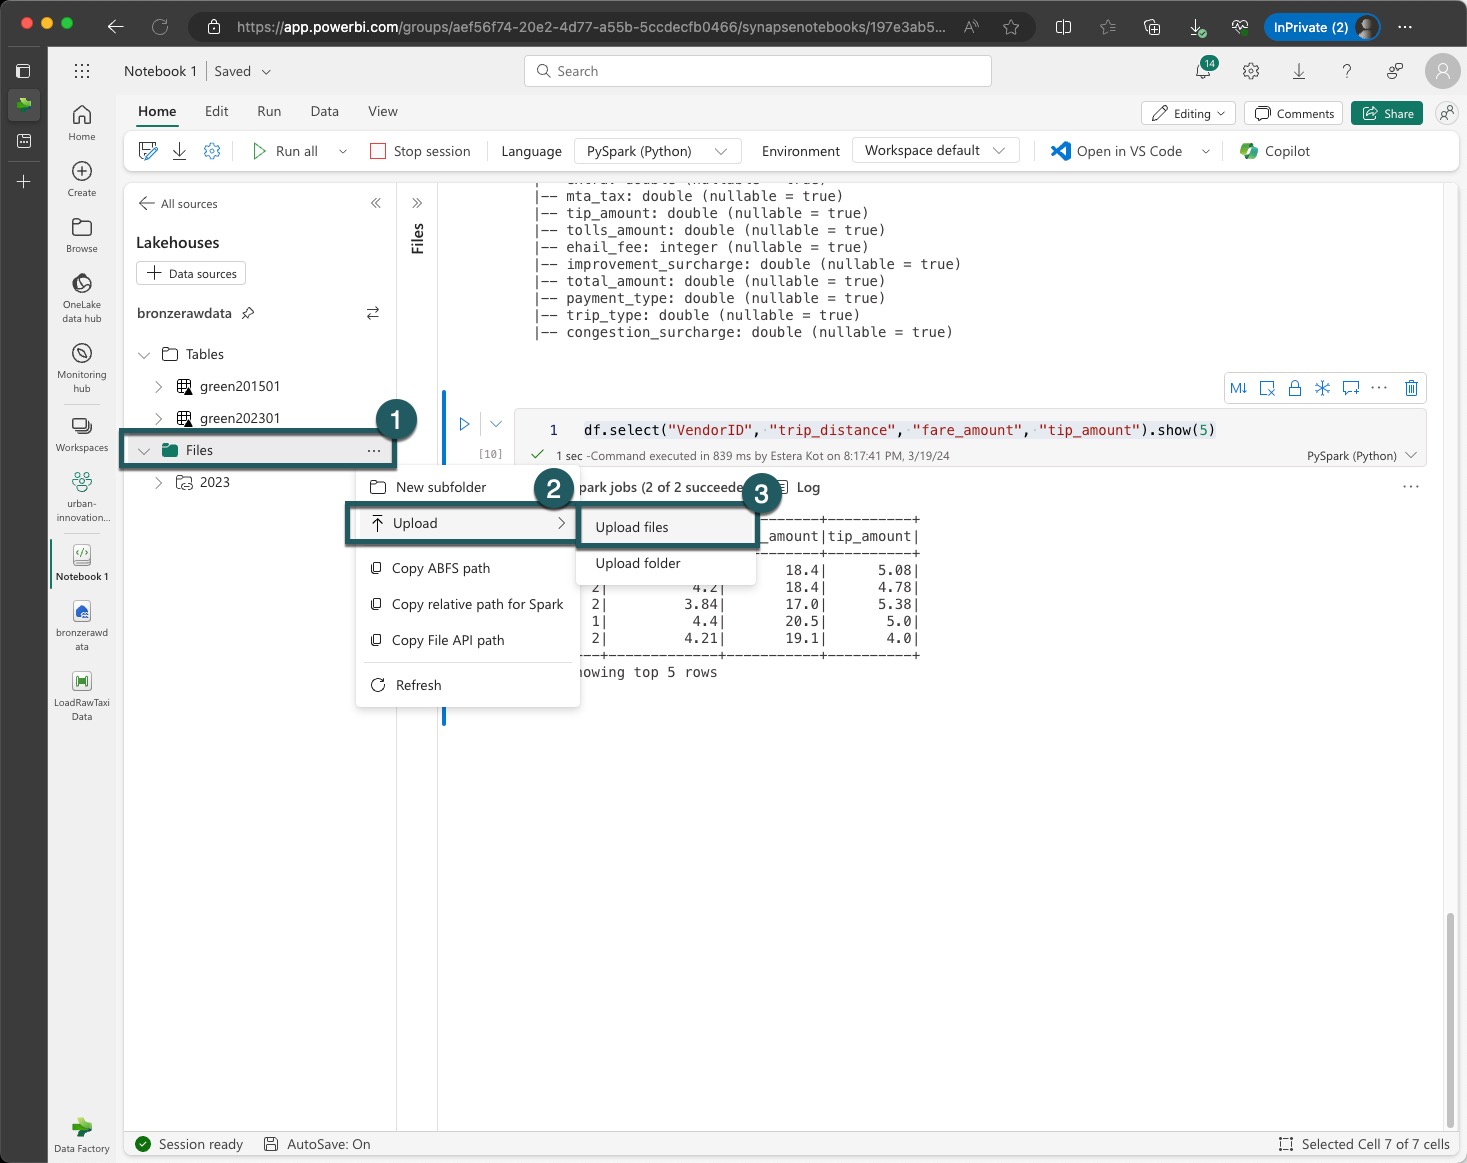 https://app.powerbi.com/groups/aef56f74-20e2-4d77-a55b-5ccdecfb0466/synapsenotebooks/197e3ab5...
InPrivate (2)
Notebook 1
Saved
Search
14
Home
Edit
Run
Data
View
Editing
Comments
Share
Run all
Stop session
Language
PySpark (Python)
Environment
Workspace default
Open in VS Code
Copilot
Home
Create
Browse
OneLake
data hub
Monitoring
hub
Workspaces
urban-
innovation...
Notebook 1
bronzerawd
ata
LoadRawTaxi
Data
Data Factory
All sources
Lakehouses
Data sources
bronzerawdata
Tables
green201501
green202301
1
Files
2023
Files
|-- mta_tax: double (nullable = true)
|-- tip_amount: double (nullable = true)
|-- tolls_amount: double (nullable = true)
|-- ehail_fee: integer (nullable = true)
|-- improvement_surcharge: double (nullable = true)
|-- total_amount: double (nullable = true)
|-- payment_type: double (nullable = true)
|-- trip_type: double (nullable = true)
|-- congestion_surcharge: double (nullable = true)
M↓
1 df.select("VendorID", "trip_distance", "fare_amount", "tip_amount").show(5)
[10]
1 sec -Command executed in 839 ms by Estera Kot on 8:17:41 PM, 3/19/24
PySpark (Python)
New subfolder
2
park jobs (2 of 2 succeede
3
Log
Upload
Upload files
Upload folder
Copy ABFS path
Copy relative path for Spark
Copy File API path
Refresh
-------+----------+
_amount|tip_amount|
-------+----------+
18.4| 5.08|
2| 4.2| 18.4| 4.78|
2| 3.84| 17.0| 5.38|
1| 4.4| 20.5| 5.0|
2| 4.21| 19.1| 4.0|
---+-------------+-----------+----------+
owing top 5 rows
Session ready
AutoSave: On
Selected Cell 7 of 7 cells